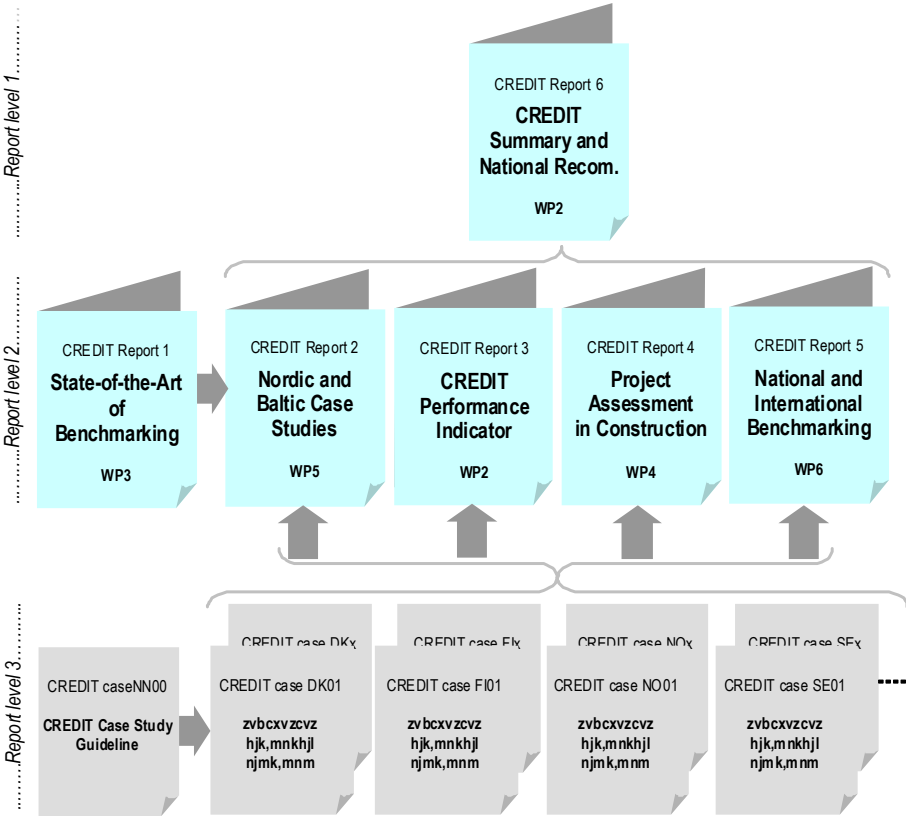 Report level 1
CREDIT Report 6
CREDIT
Summary and
National Recom.
WP2
Report level 2
CREDIT Report 1
State-of-the-Art
of
Benchmarking
WP3
CREDIT Report 2
Nordic and
Baltic Case
Studies
WP5
CREDIT Report 3
CREDIT
Performance
Indicator
WP2
CREDIT Report 4
Project
Assessment
in Construction
WP4
CREDIT Report 5
National and
International
Benchmarking
WP6
Report level 3
CREDIT caseNN00
CREDIT Case Study
Guideline
CREDIT case DKx
CREDIT case DK01
zvbcxvzcvz
hjk,mnkhjl
njmk,mnm
CREDIT case FIx
CREDIT case FI01
zvbcxvzcvz
hjk,mnkhjl
njmk,mnm
CREDIT case NOx
CREDIT case NO01
zvbcxvzcvz
hjk,mnkhjl
njmk,mnm
CREDIT case SEx
CREDIT case SE01
zvbcxvzcvz
hjk,mnkhjl
njmk,mnm